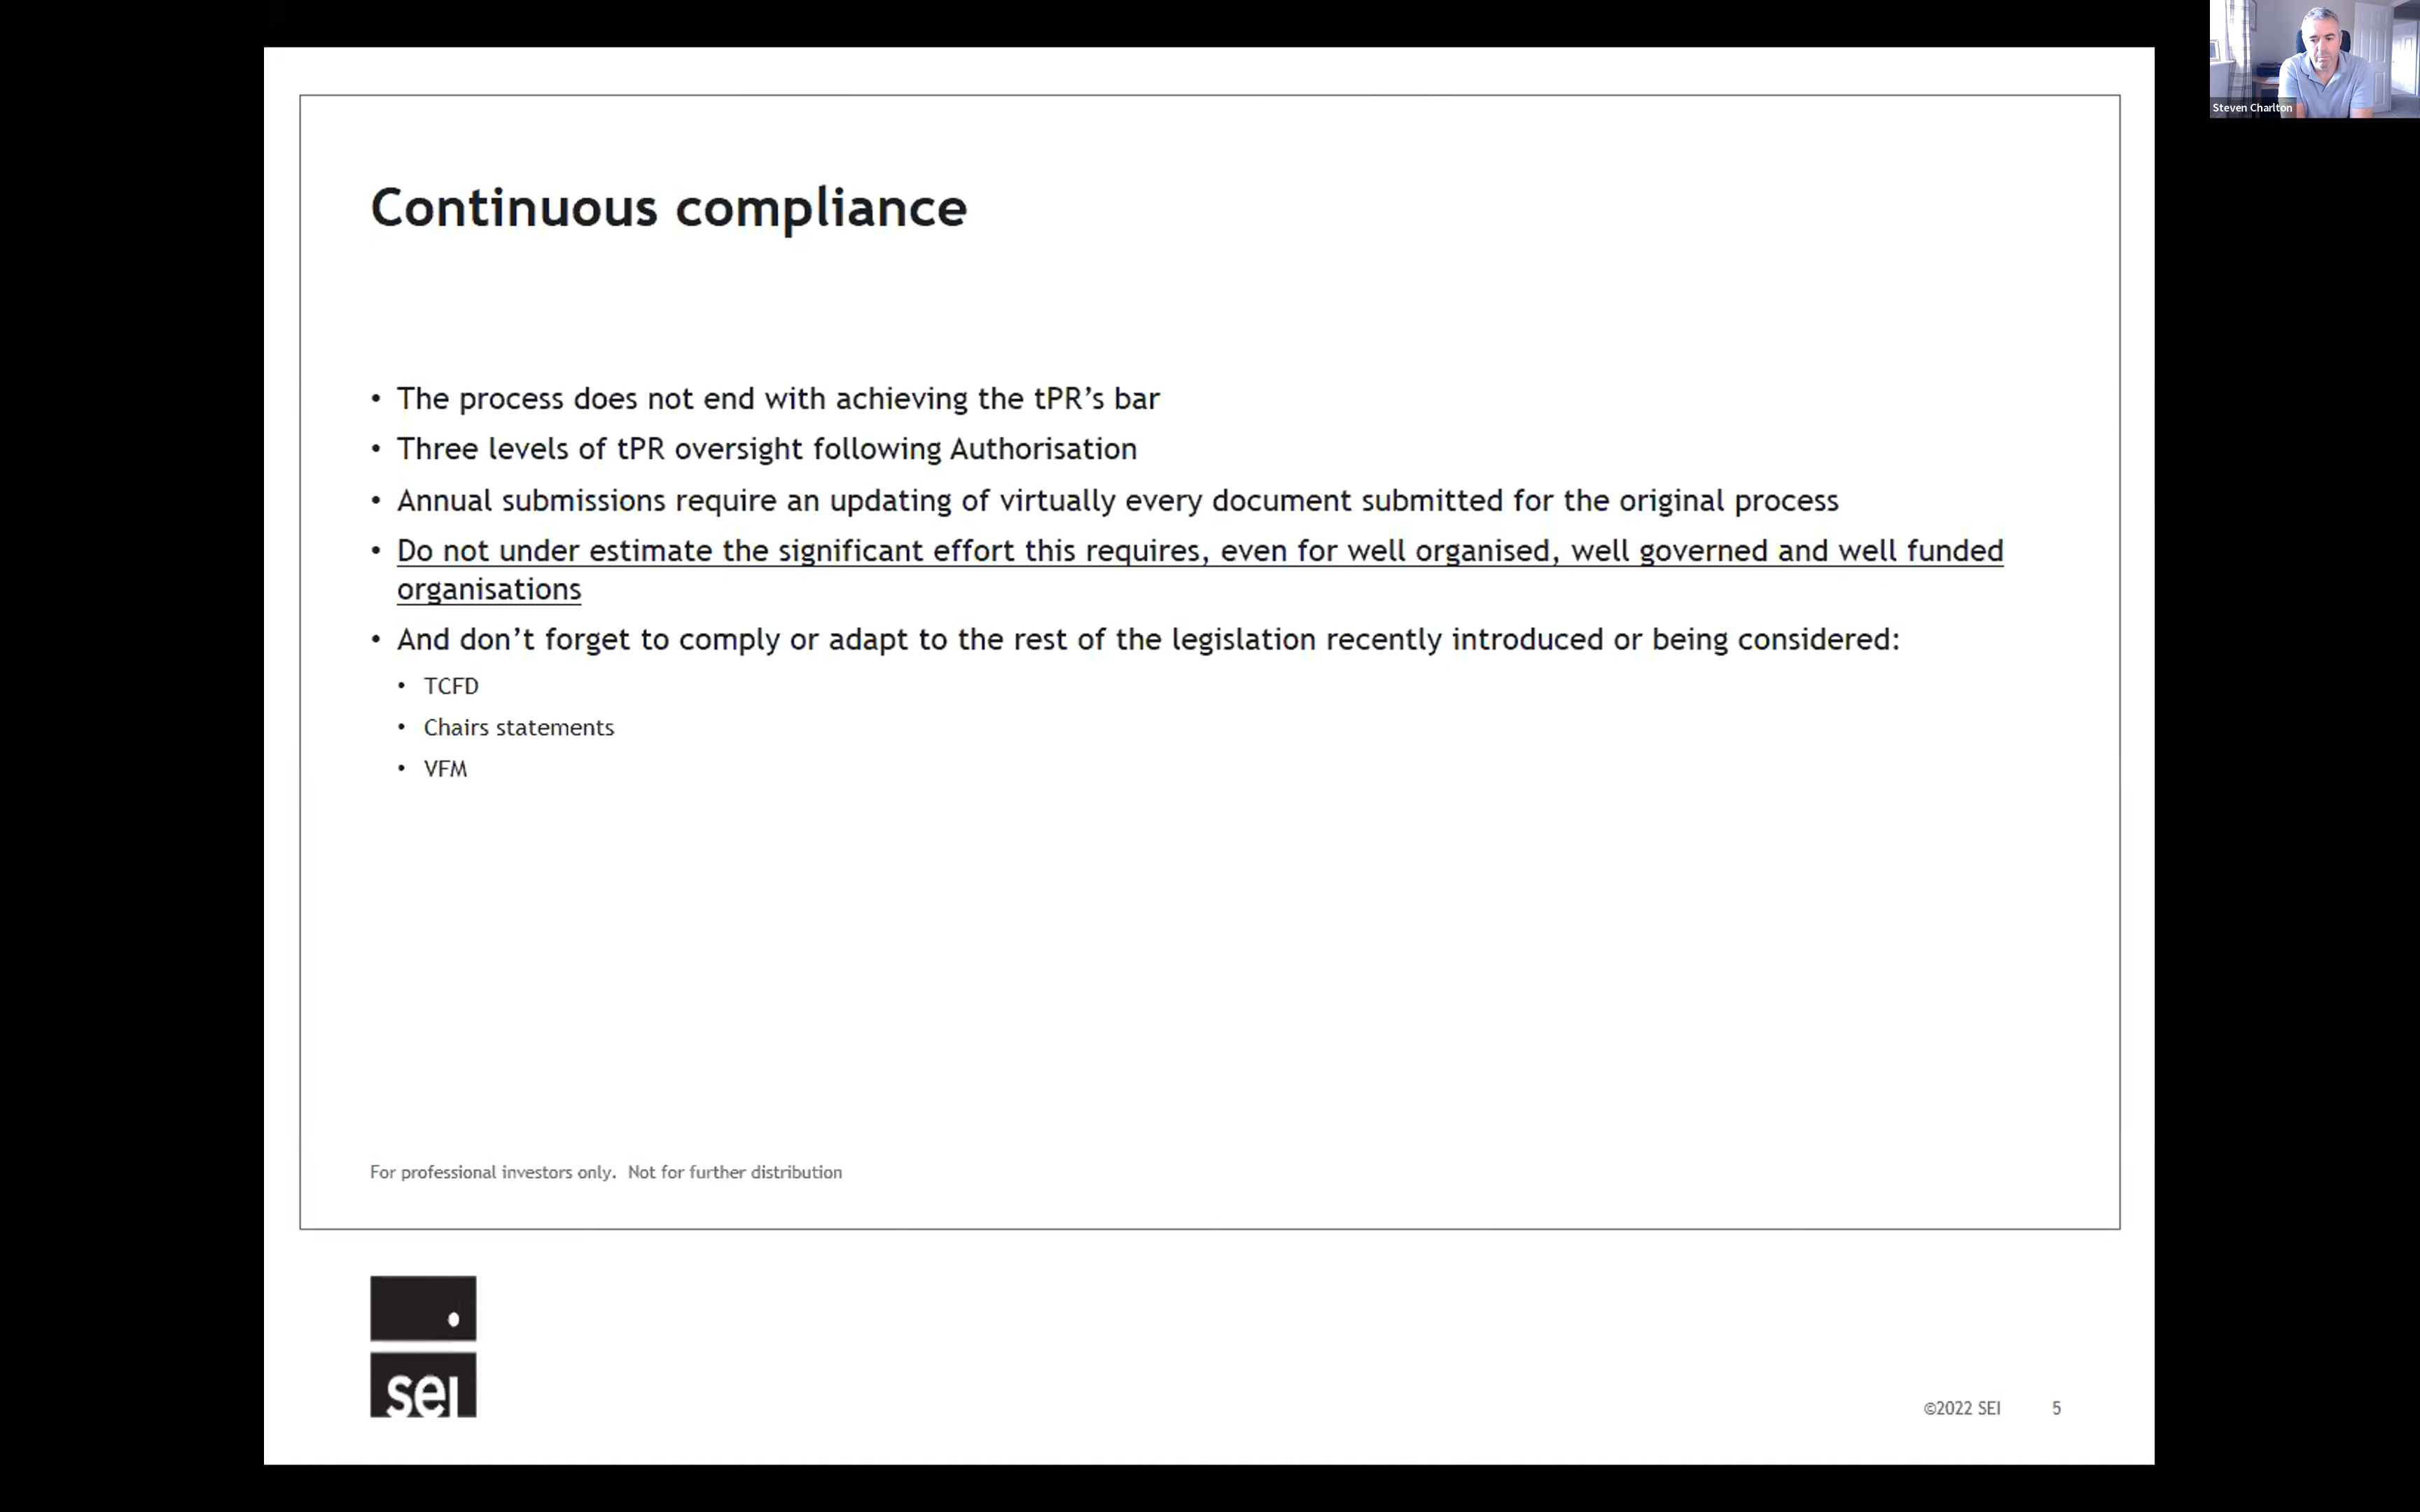 Steven Charlton
Continuous compliance
• The process does not end with achieving the tPR’s bar
• Three levels of tPR oversight following Authorisation
• Annual submissions require an updating of virtually every document submitted for the original process
• Do not under estimate the significant effort this requires, even for well organised, well governed and well funded
organisations
• And don’t forget to comply or adapt to the rest of the legislation recently introduced or being considered:
• TCFD
• Chairs statements
• VFM
For professional investors only. Not for further distribution
sei
©2022 SEI 5